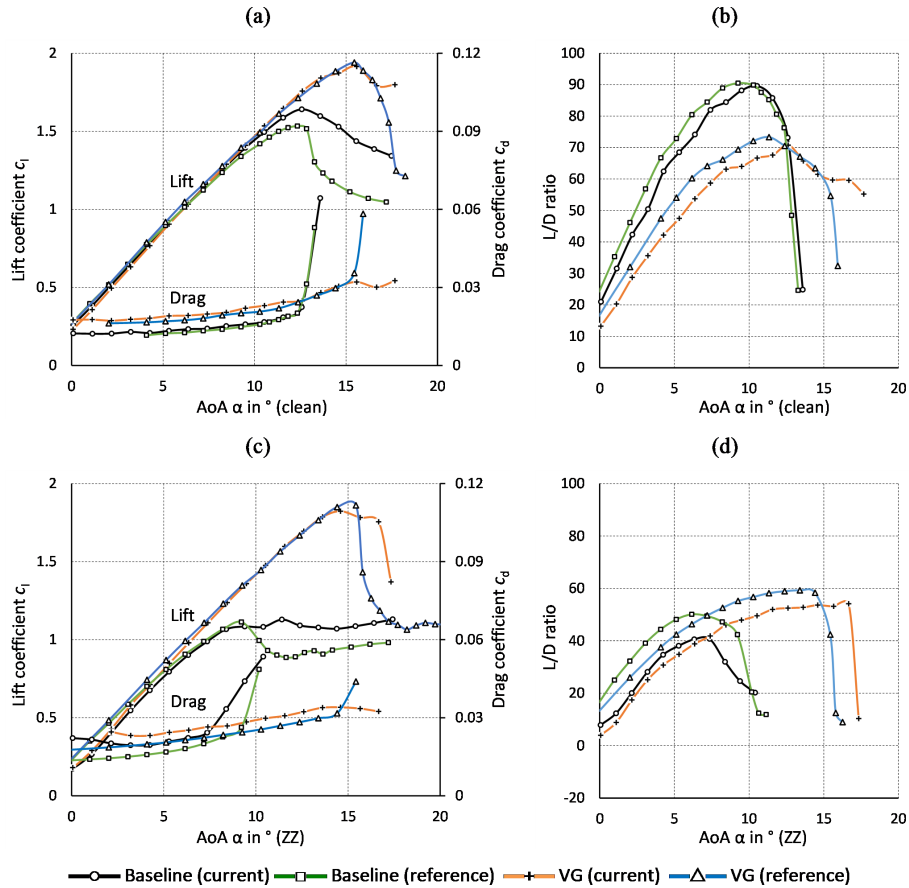 (a)
(b)
2
1.5
1
0.5
0
0.12
0.09
0.06
0.03
0
Lift coefficient cl
Drag coefficient cd
Lift
Drag
0 5 10 15 20
AoA α in ° (clean)
100
90
80
70
60
50
40
30
20
10
0
L/D ratio
0 5 10 15 20
AoA α in ° (clean)
(c)
(d)
2
1.5
1
0.5
0
0.12
0.09
0.06
0.03
0
Lift coefficient cl
Drag coefficient cd
Lift
Drag
0 5 10 15 20
AoA α in ° (ZZ)
100
80
60
40
20
0
-20
L/D ratio
0 5 10 15 20
AoA α in ° (ZZ)
Baseline (current) Baseline (reference) VG (current) VG (reference)